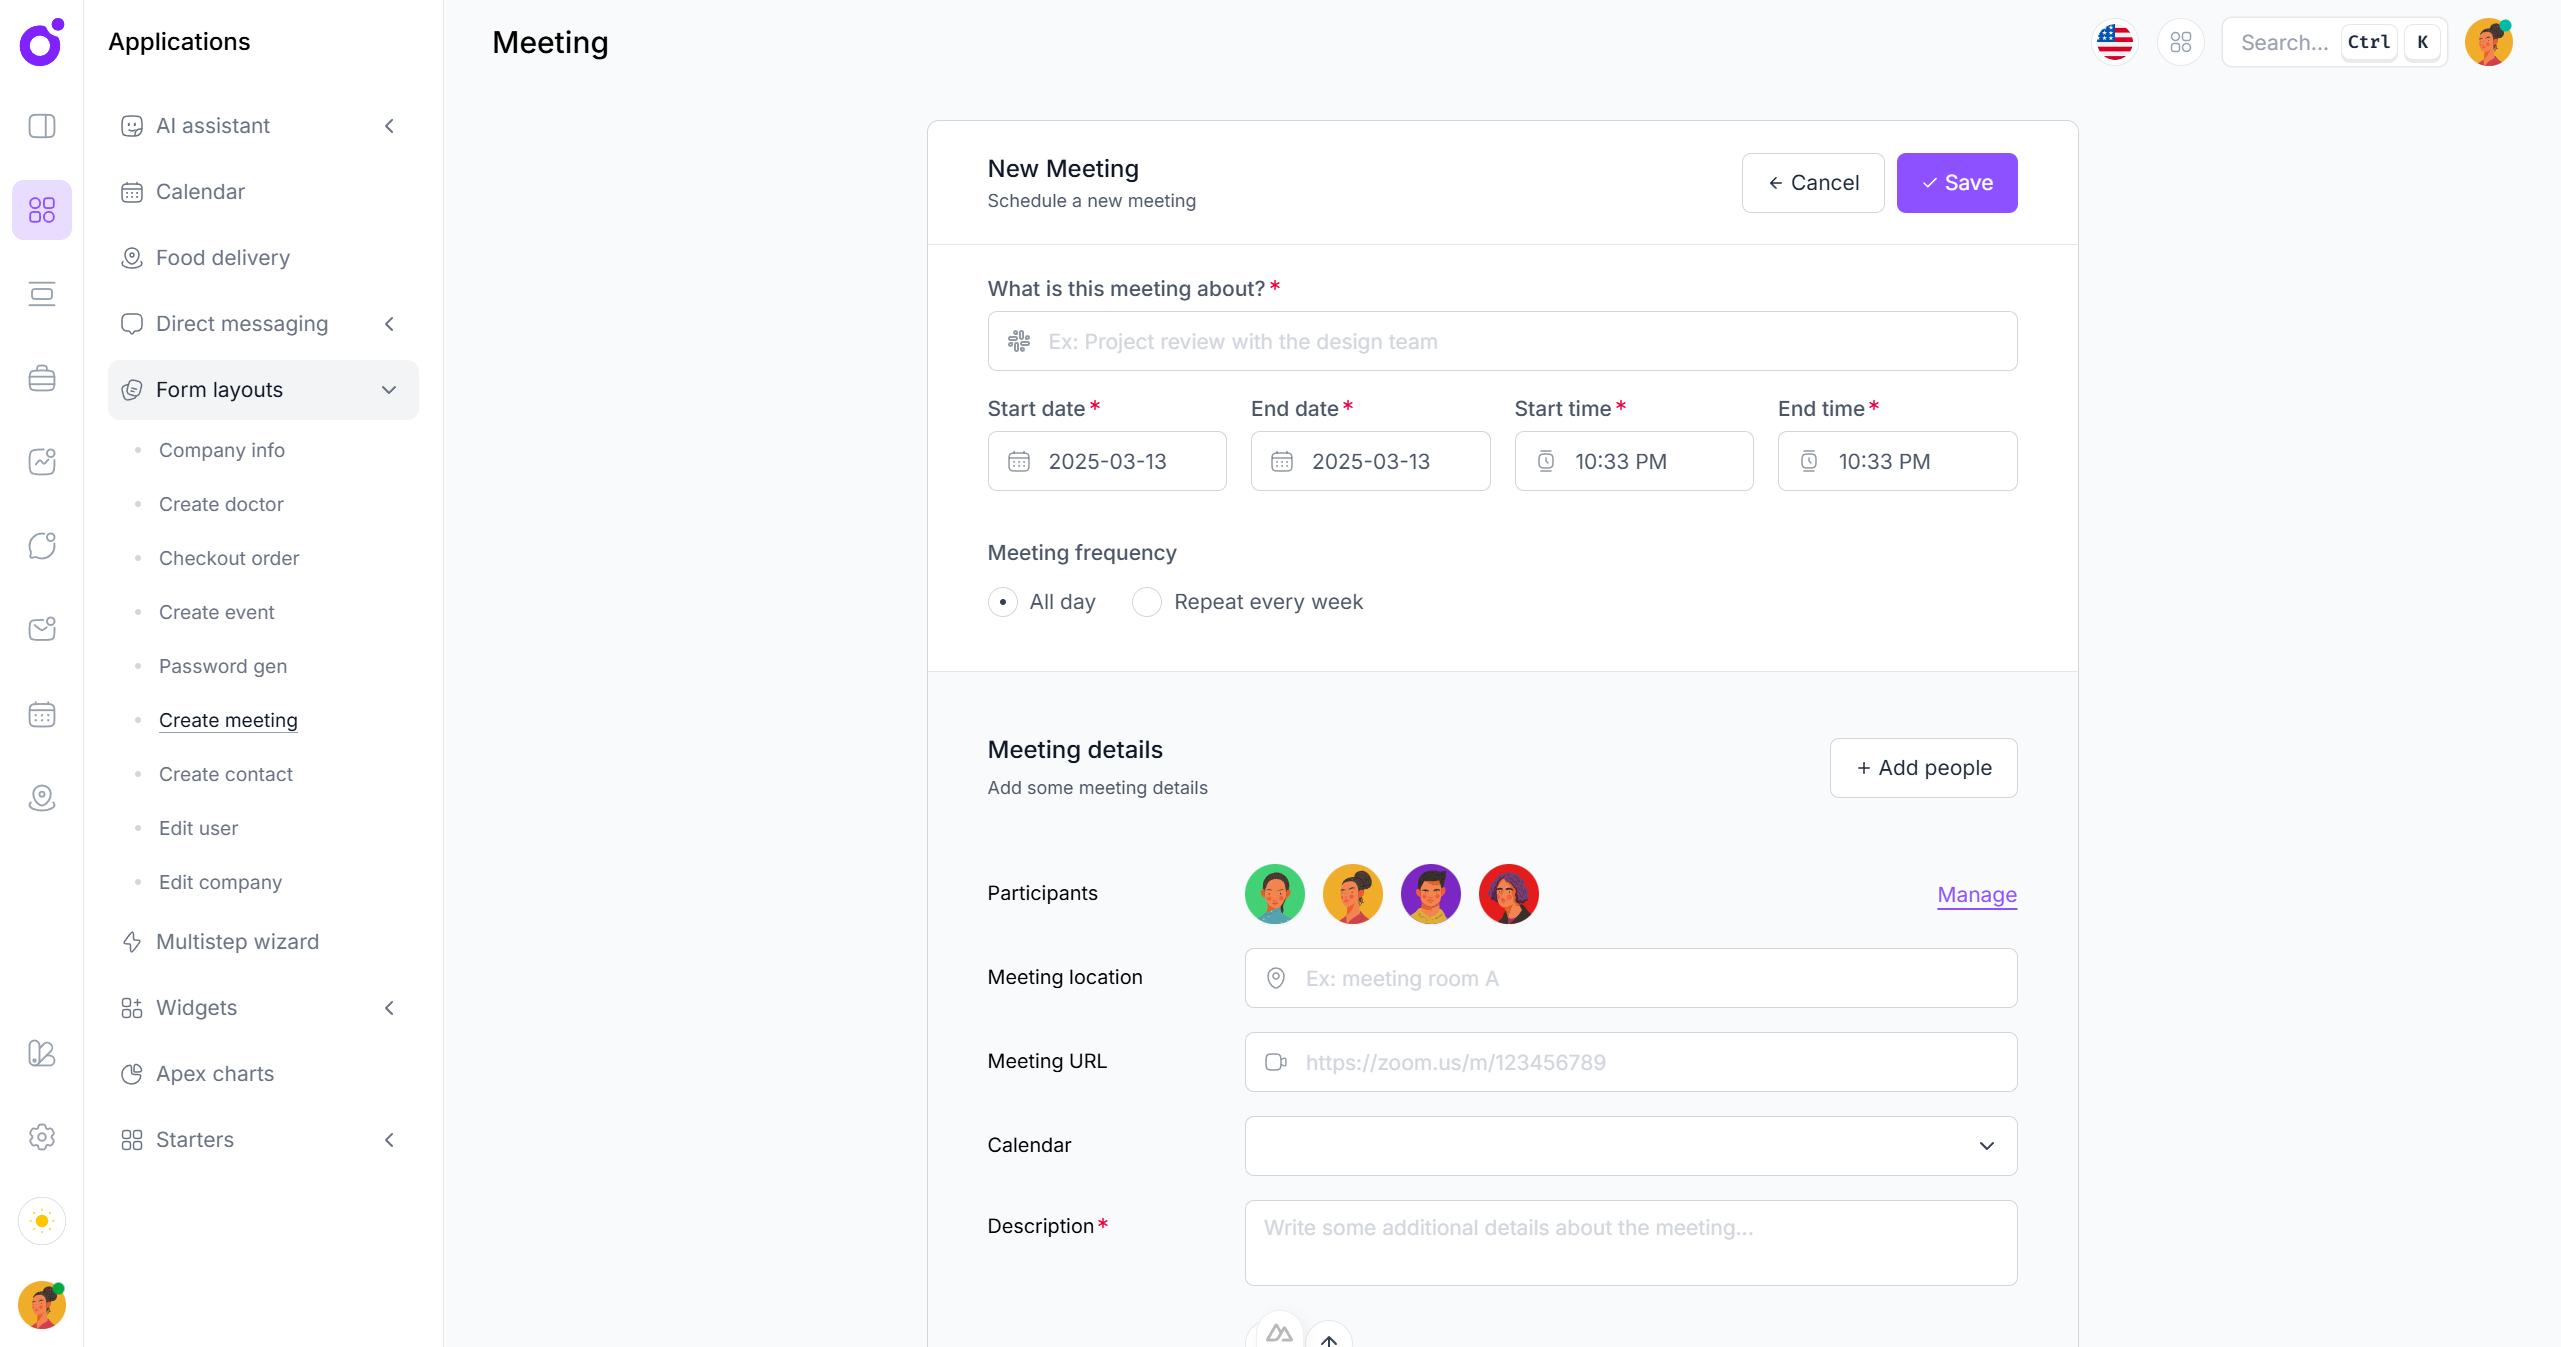 Applications
AI assistant
Calendar
Food delivery
Direct messaging
Form layouts
Company info
Create doctor
Checkout order
Create event
Password gen
Create meeting
Create contact
Edit user
Edit company
Multistep wizard
Widgets
Apex charts
Starters
Meeting
Search... Ctrl K
New Meeting
Schedule a new meeting
Cancel
Save
What is this meeting about?*
Ex: Project review with the design team
Start date* End date* Start time* End time*
2025-03-13 2025-03-13 10:33 PM 10:33 PM
Meeting frequency
All day Repeat every week
Meeting details
Add some meeting details
+ Add people
Participants
Manage
Meeting location
Ex: meeting room A
Meeting URL
https://zoom.us/m/123456789
Calendar
Description*
Write some additional details about the meeting...